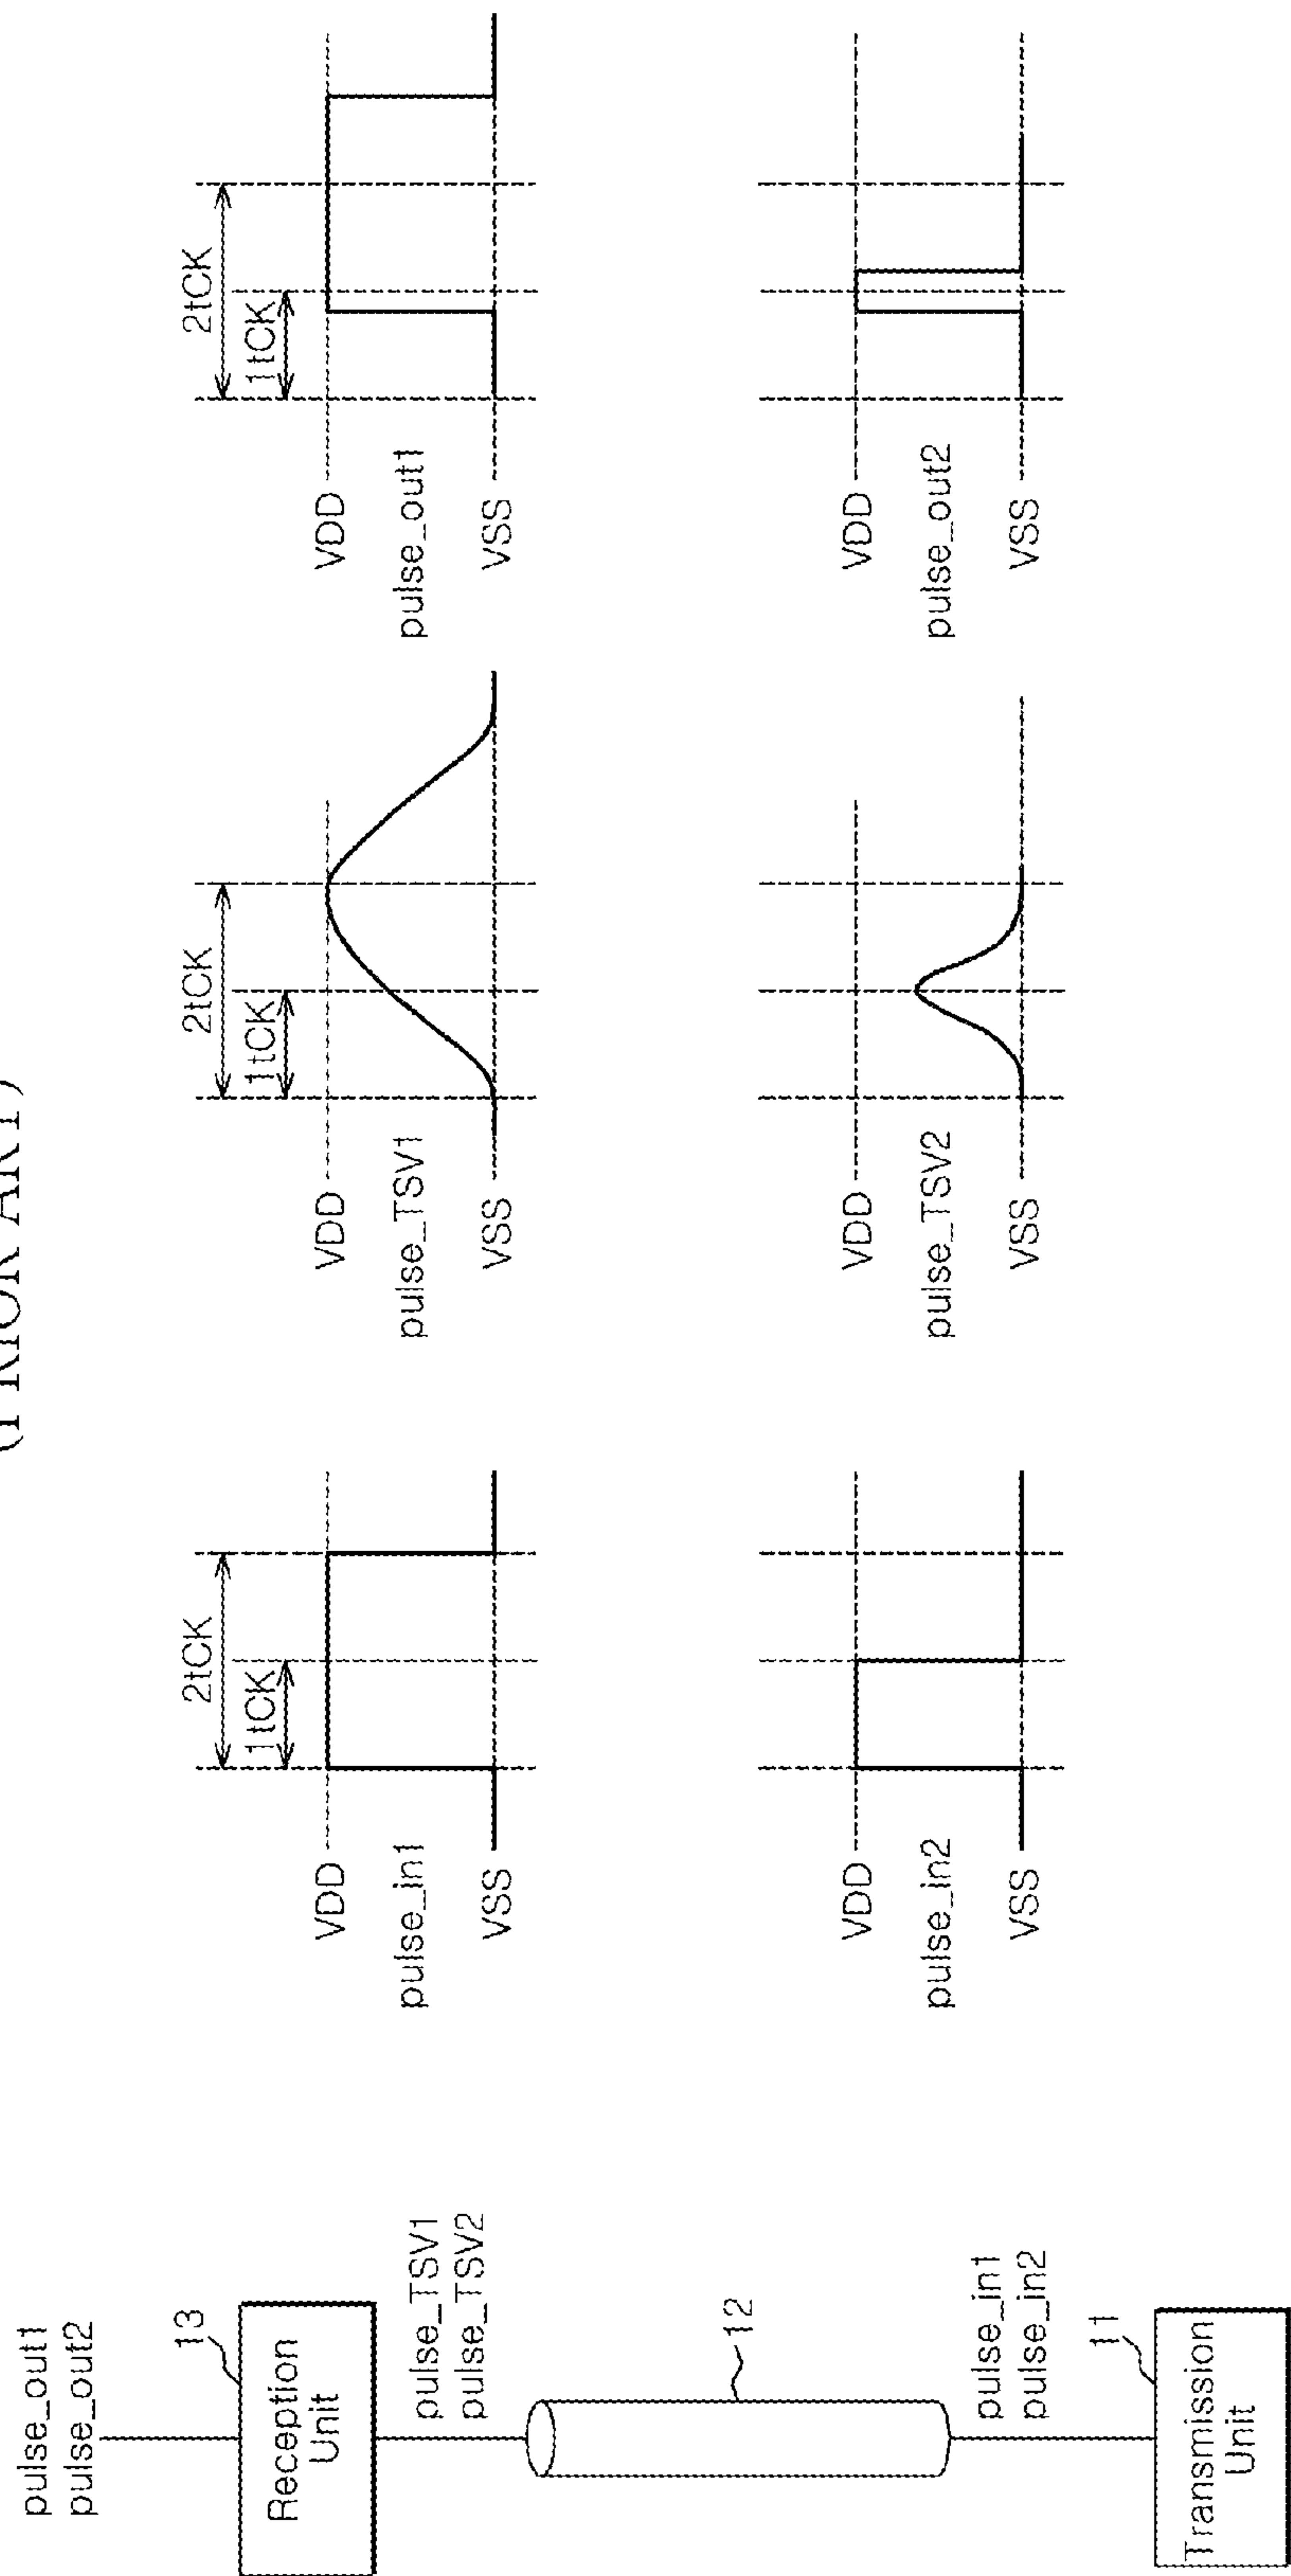 (PRIOR ART)
pulse_out1
pulse_out2
13
Reception
Unit
pulse_TSV1
pulse_TSV2
12
pulse_in1
pulse_in2
11
Transmission
Unit
2tCK
1tCK
VDD
pulse_in1
VSS
VDD
pulse_in2
VSS
2tCK
1tCK
VDD
pulse_TSV1
VSS
VDD
pulse_TSV2
VSS
2tCK
1tCK
VDD
pulse_out1
VSS
VDD
pulse_out2
VSS